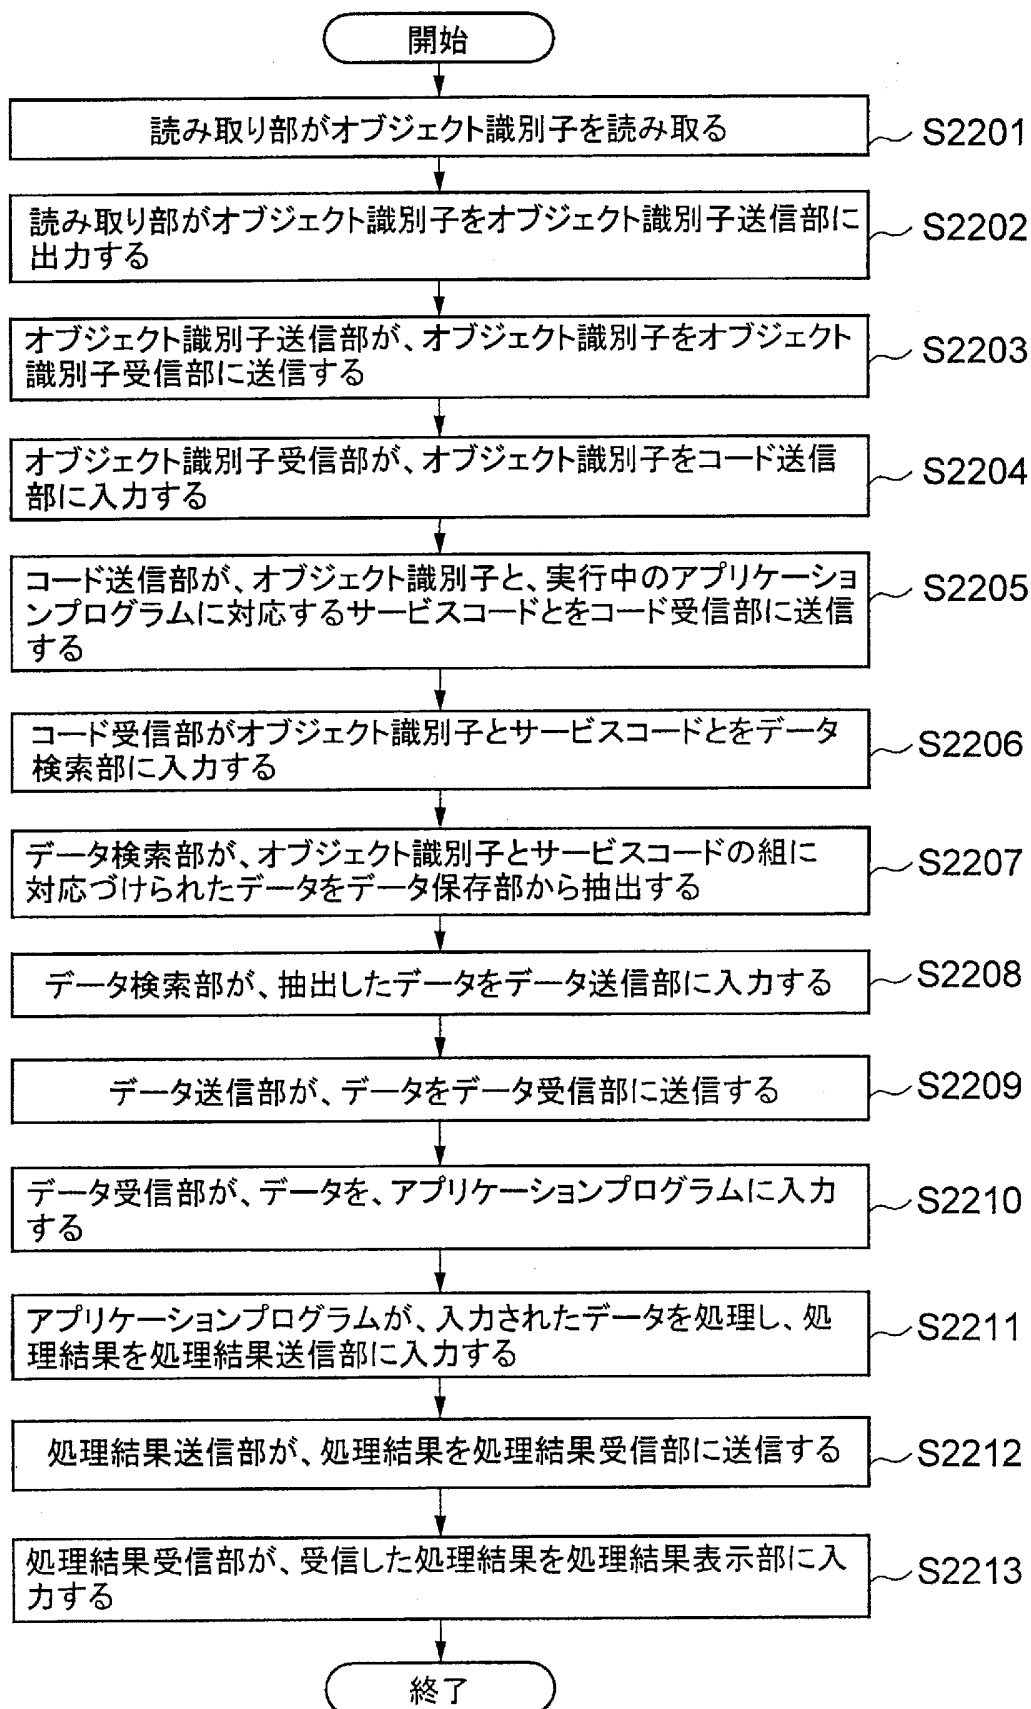 開始
読み取り部がオブジェクト識別子を読み取る
S2201
読み取り部がオブジェクト識別子をオブジェクト識別子送信部に
出力する
S2202
オブジェクト識別子送信部が、オブジェクト識別子をオブジェクト
識別子受信部に送信する
S2203
オブジェクト識別子受信部が、オブジェクト識別子をコード送信
部に入力する
S2204
コード送信部が、オブジェクト識別子と、実行中のアプリケーショ
ンプログラムに対応するサービスコードとをコード受信部に送信
する
S2205
コード受信部がオブジェクト識別子とサービスコードとをデータ
検索部に入力する
S2206
データ検索部が、オブジェクト識別子とサービスコードの組に
対応づけられたデータをデータ保存部から抽出する
S2207
データ検索部が、抽出したデータをデータ送信部に入力する
S2208
データ送信部が、データをデータ受信部に送信する
S2209
データ受信部が、データを、アプリケーションプログラムに入力
する
S2210
アプリケーションプログラムが、入力されたデータを処理し、処
理結果を処理結果送信部に入力する
S2211
処理結果送信部が、処理結果を処理結果受信部に送信する
S2212
処理結果受信部が、受信した処理結果を処理結果表示部に入
力する
S2213
終了